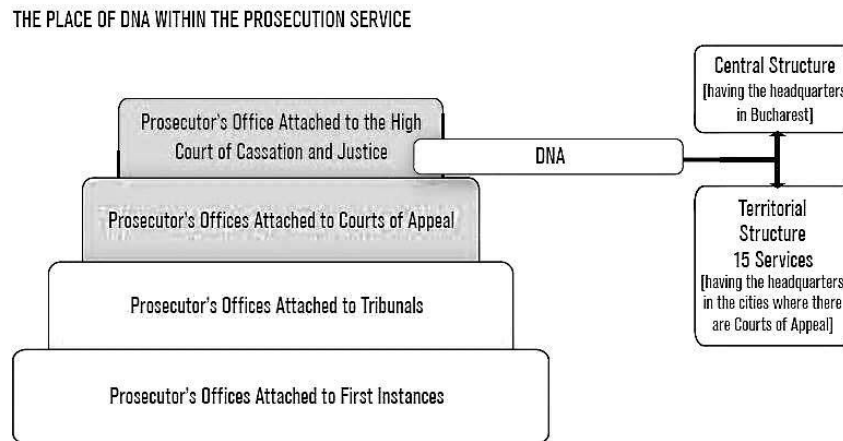 THE PLACE OF DNA WITHIN THE PROSECUTION SERVICE
Prosecutor's Office Attached to the High
Court of Cassation and Justice
DNA
Prosecutor's Offices Attached to Courts of Appeal
Prosecutor's Offices Attached to Tribunals
Prosecutor's Offices Attached to First Instances
Central Structure
[having the headquarters
in Bucharest]
Territorial
Structure
15 Services
[having the headquarters
in the cities where there
are Courts of Appeal]